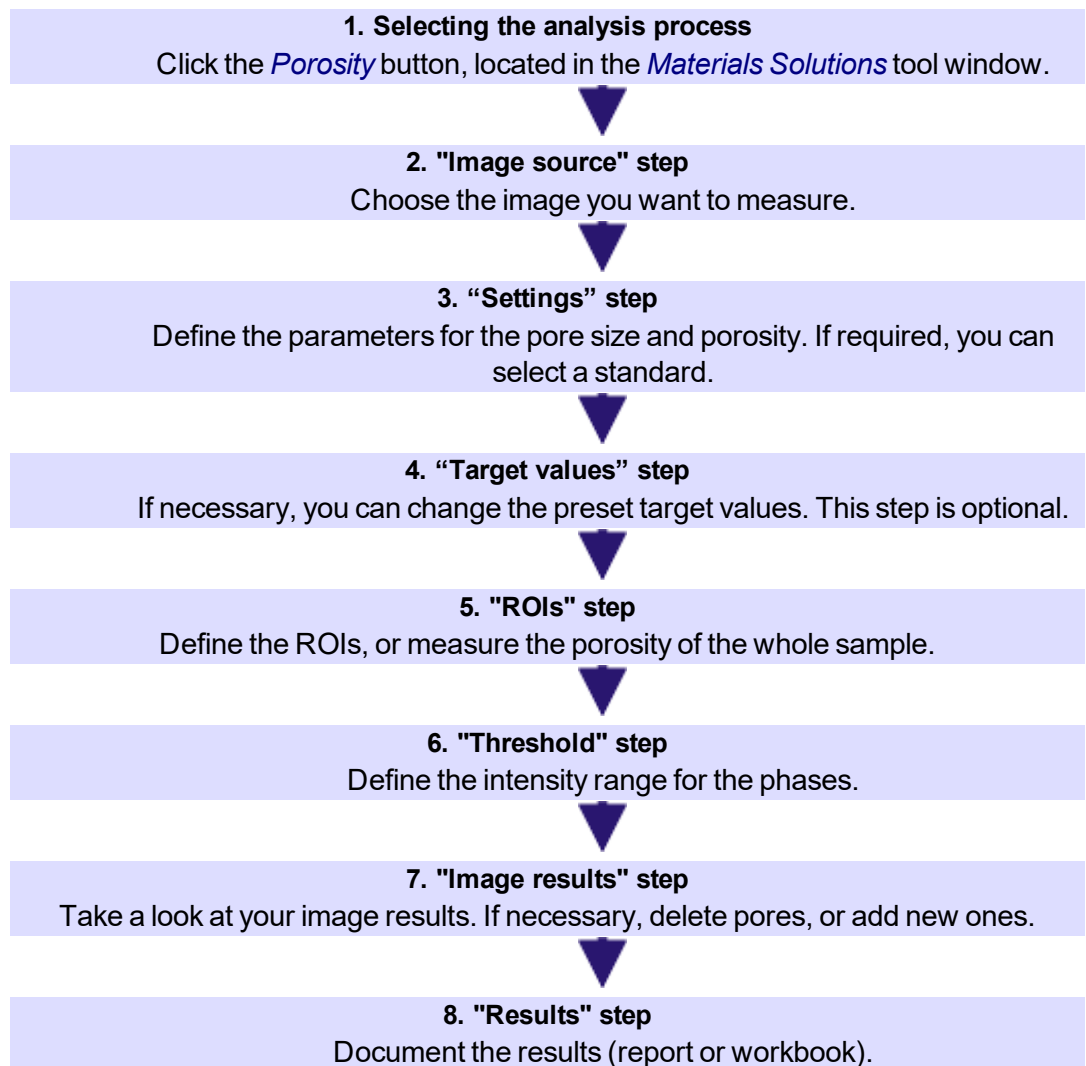 1. Selecting the analysis process
Click the Porosity button, located in the Materials Solutions tool window.
2. "Image source" step
Choose the image you want to measure.
3. “Settings” step
Define the parameters for the pore size and porosity. If required, you can
select a standard.
4. “Target values” step
If necessary, you can change the preset target values. This step is optional.
5. "ROIs" step
Define the ROIs, or measure the porosity of the whole sample.
6. "Threshold" step
Define the intensity range for the phases.
7. "Image results" step
Take a look at your image results. If necessary, delete pores, or add new ones.
8. "Results" step
Document the results (report or workbook).